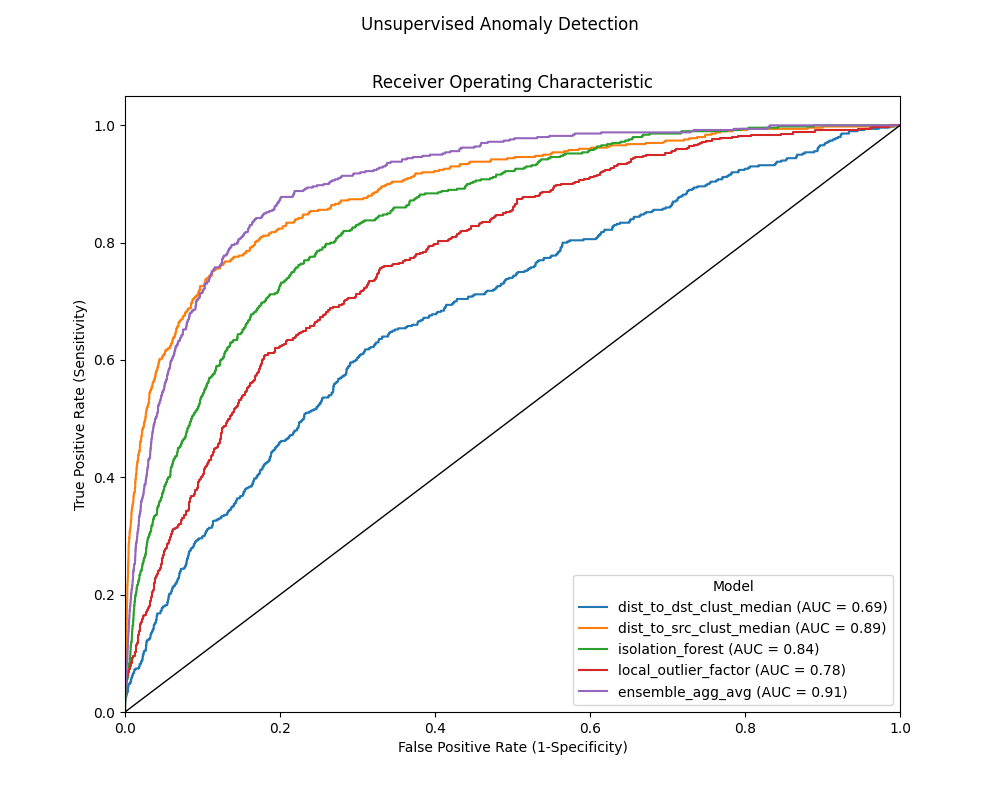 Unsupervised Anomaly Detection
Receiver Operating Characteristic
True Positive Rate (Sensitivity)
1.0
0.8
0.6
0.4
0.2
0.0
0.0 0.2 0.4 0.6 0.8 1.0
False Positive Rate (1-Specificity)
Model
dist_to_dst_clust_median (AUC = 0.69)
dist_to_src_clust_median (AUC = 0.89)
isolation_forest (AUC = 0.84)
local_outlier_factor (AUC = 0.78)
ensemble_agg_avg (AUC = 0.91)